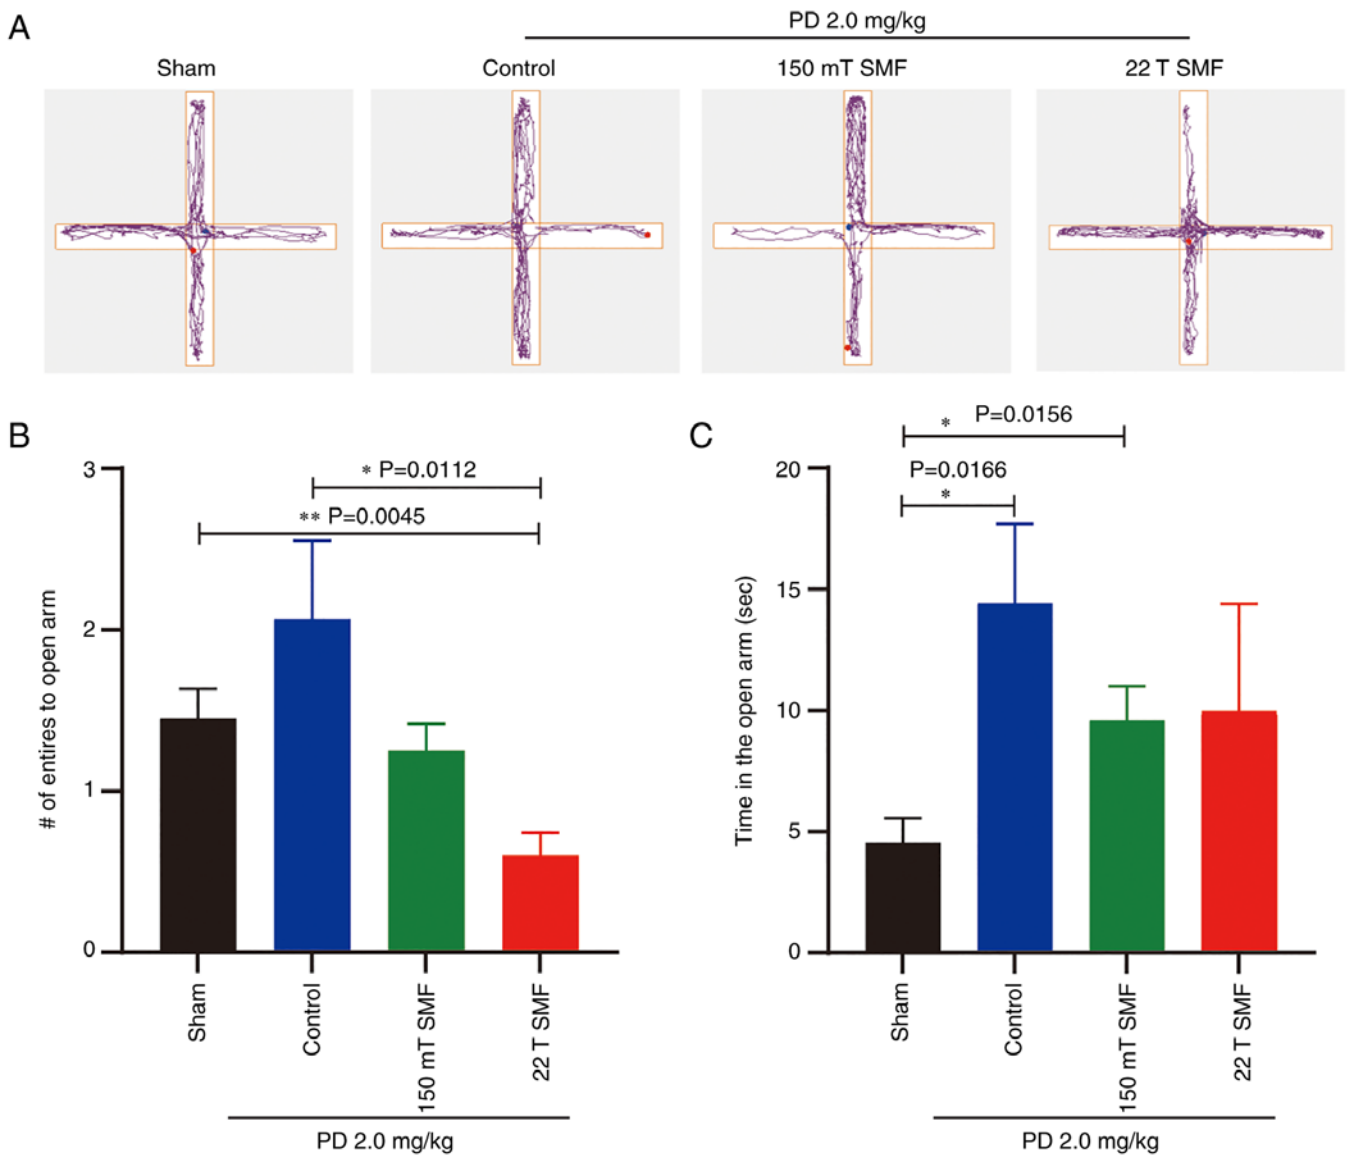 A
PD 2.0 mg/kg
Sham
Control
150 mT SMF
22 T SMF
B
# of entires to open arm
3
2
1
0
* P=0.0112
** P=0.0045
Sham
Control
150 mT SMF
22 T SMF
PD 2.0 mg/kg
C
Time in the open arm (sec)
20
15
10
5
0
* P=0.0156
P=0.0166
*
Sham
Control
150 mT SMF
22 T SMF
PD 2.0 mg/kg